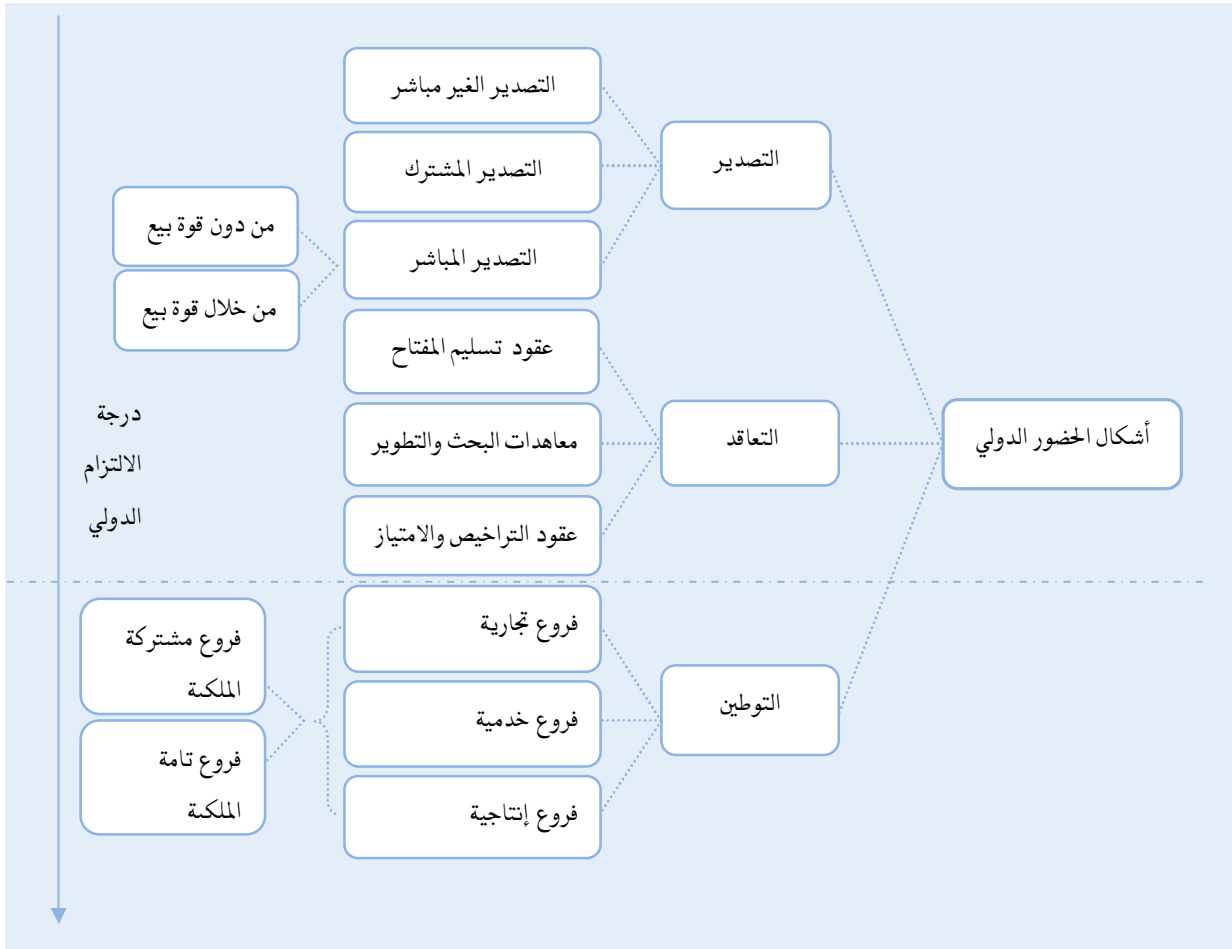 أشكال الحضور الدولي
التصدير
التصدير الغير مباشر
التصدير المشترك
التصدير المباشر
من دون قوة بيع
من خلال قوة بيع
التعاقد
عقود تسليم المفتاح
معاهدات البحث والتطوير
عقود التراخيص والامتياز
التوطين
فروع تجارية
فروع خدمية
فروع إنتاجية
فروع مشتركة
الملكىة
فروع تامة
الملكىة
درجة
الالتزام
الدولي